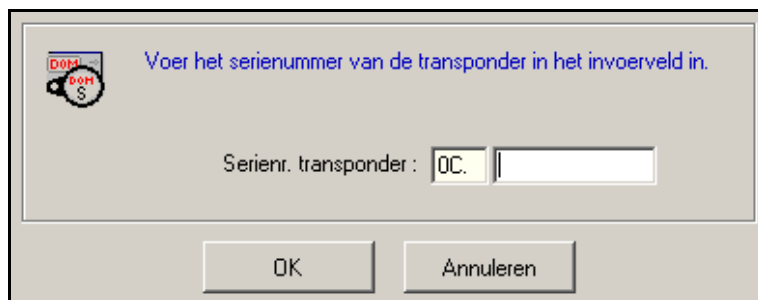 DOM
DOM
S
Voer het serienummer van de transponder in het invoerveld in.
Serienr. transponder : 0C.
OK Annuleren